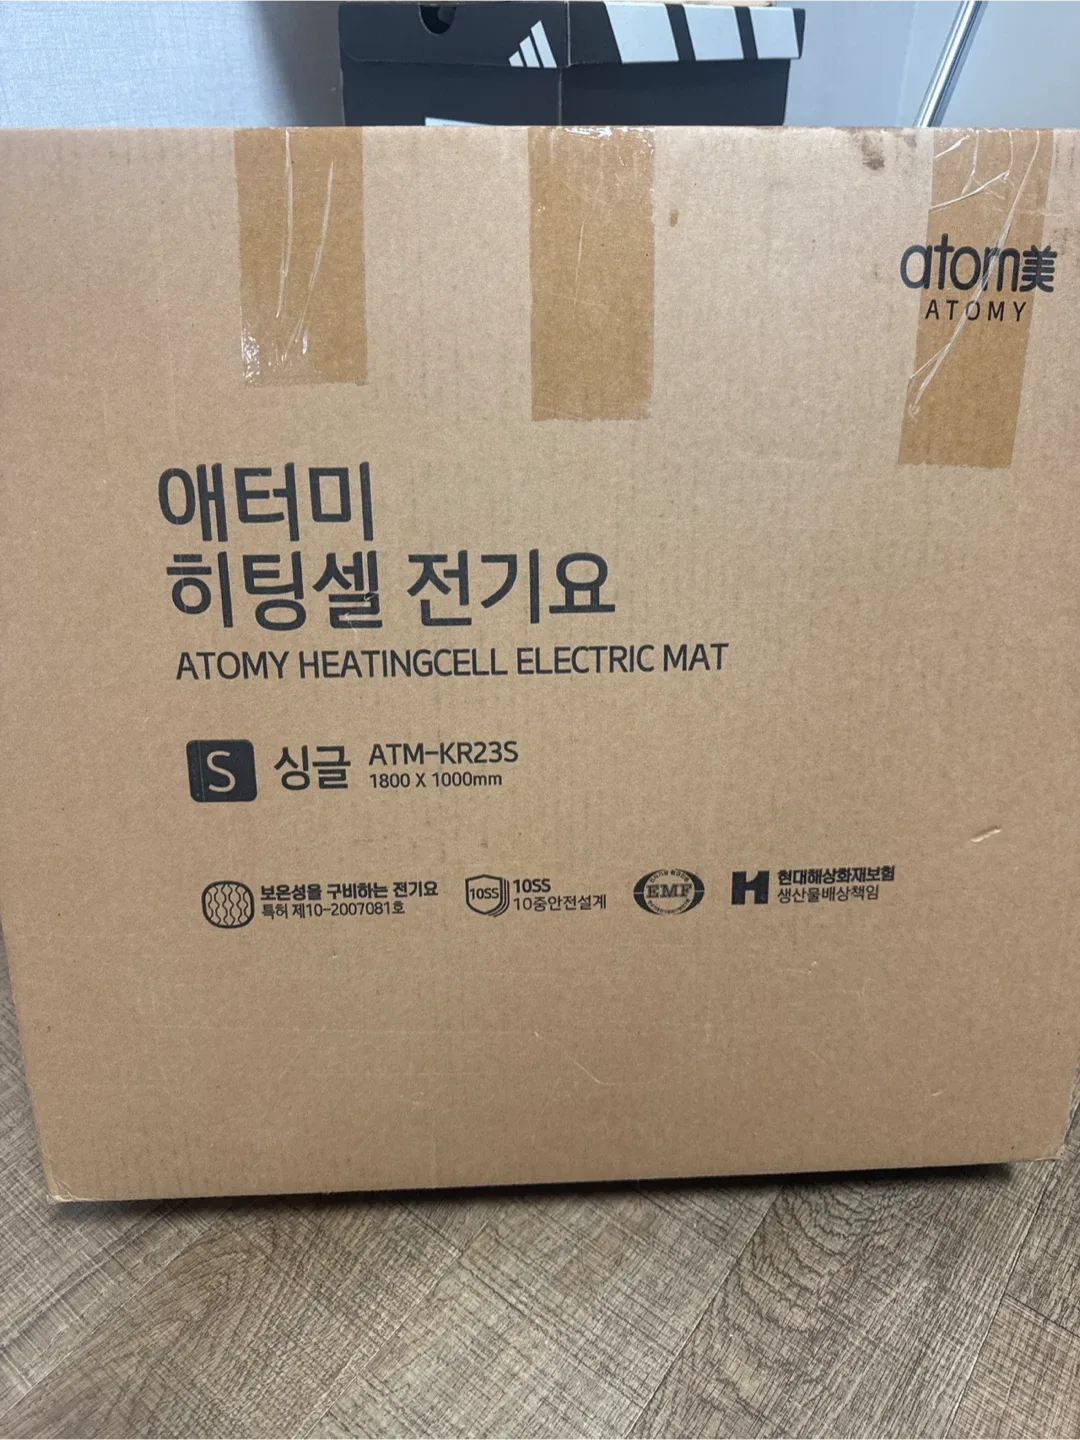 atom美
ATOMY
애터미
히팅셀 전기요
ATOMY HEATINGCELL ELECTRIC MAT
S 싱글 ATM-KR23S
1800 X 1000mm
보온성을 구비하는 전기요
특허 제10-2007081호
10SS 10SS
10중안전설계
EMF
H 현대해상화재보험
생산물배상책임